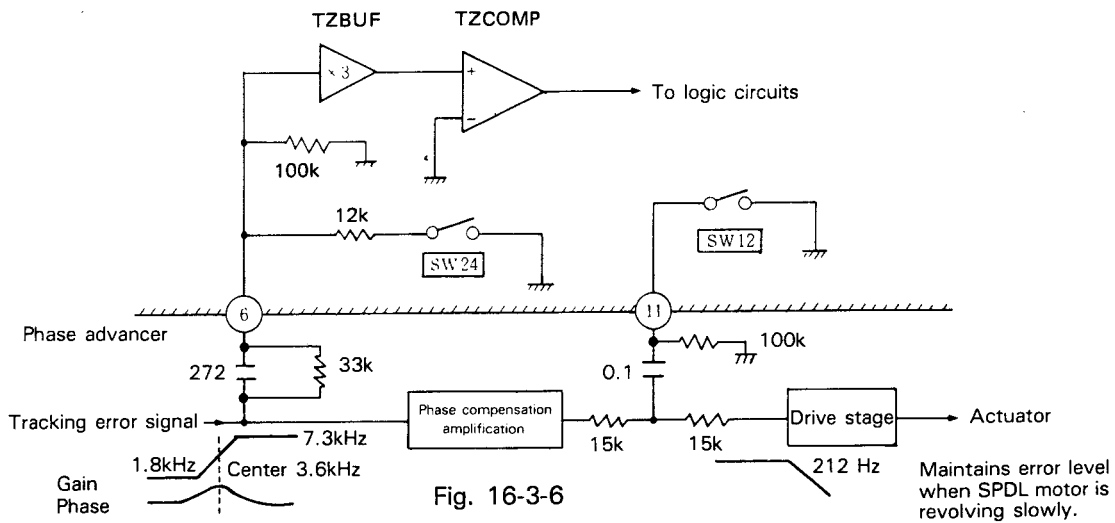 TZBUF
TZCOMP
× 3
+
−
To logic circuits
100k
12k
SW24
SW12
6
11
Phase advancer
272
33k
0.1
100k
Tracking error signal
Phase compensation
amplification
15k
15k
Drive stage
Actuator
1.8kHz
7.3kHz
Center 3.6kHz
Gain
Phase
212 Hz
Maintains error level
when SPDL motor is
revolving slowly.
Fig. 16-3-6